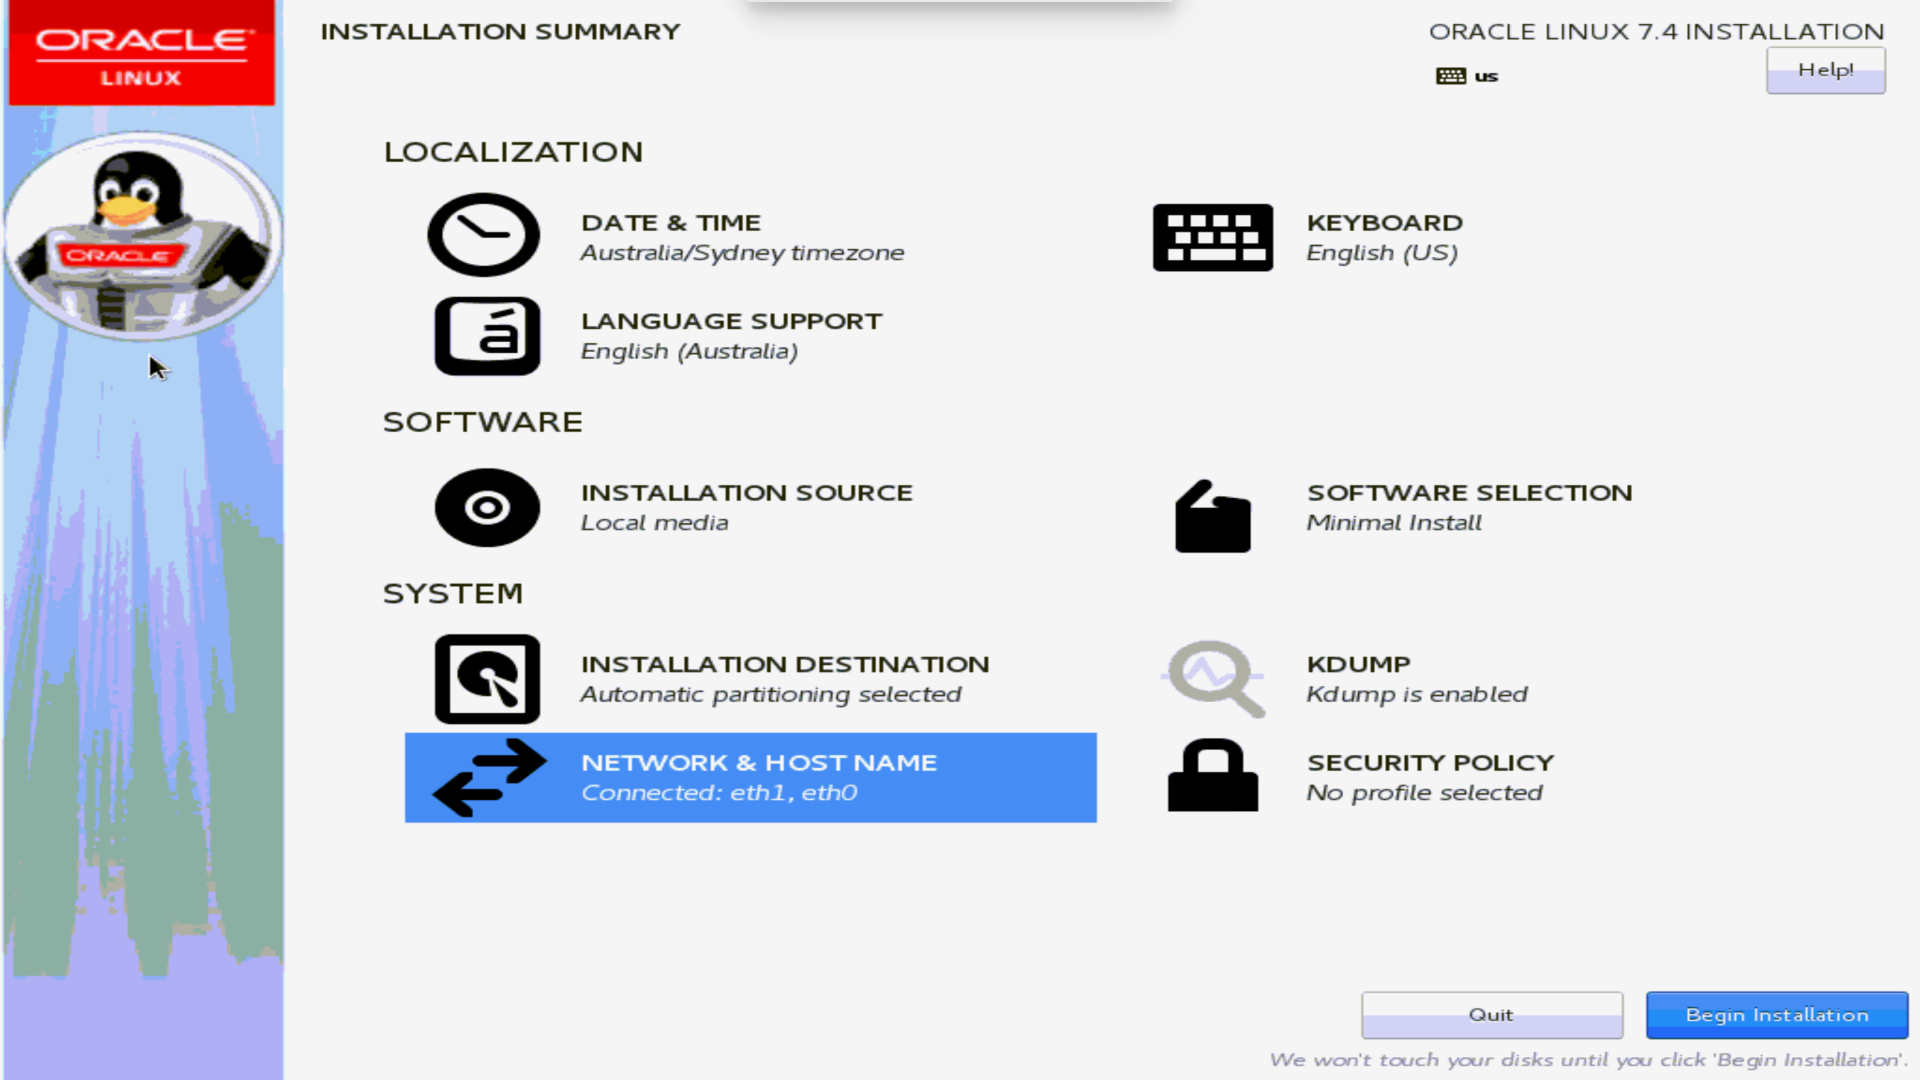 ORACLE
LINUX
ORACLE
INSTALLATION SUMMARY
ORACLE LINUX 7.4 INSTALLATION
us
Help!
LOCALIZATION
DATE & TIME
Australia/Sydney timezone
KEYBOARD
English (US)
á
LANGUAGE SUPPORT
English (Australia)
SOFTWARE
INSTALLATION SOURCE
Local media
SOFTWARE SELECTION
Minimal Install
SYSTEM
INSTALLATION DESTINATION
Automatic partitioning selected
KDUMP
Kdump is enabled
NETWORK & HOST NAME
Connected: eth1, eth0
SECURITY POLICY
No profile selected
Quit
Begin Installation
We won't touch your disks until you click 'Begin Installation'.